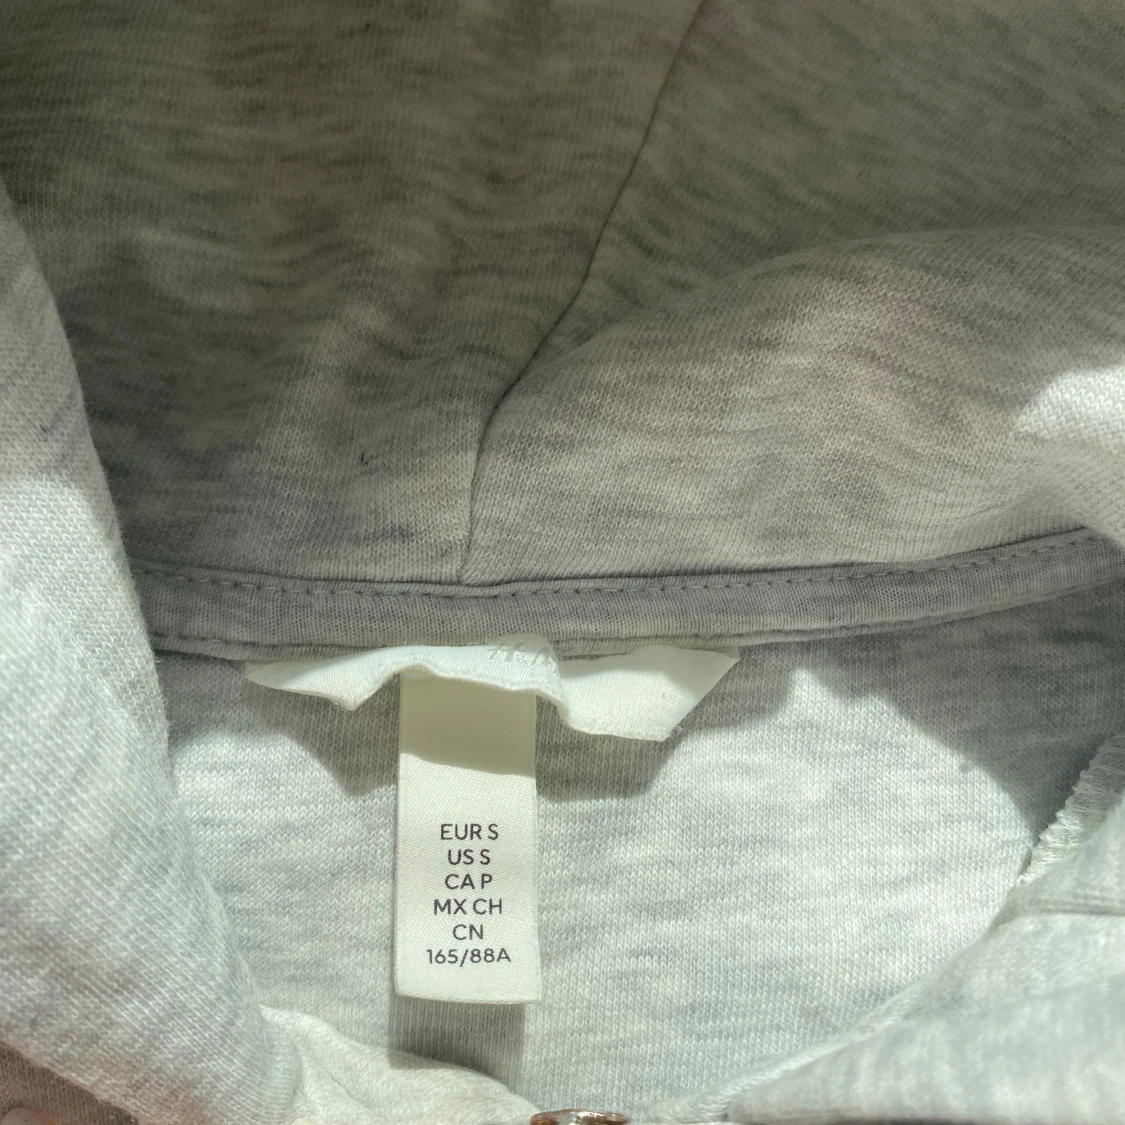 EUR S
US S
CA P
MX CH
CN
165/88A